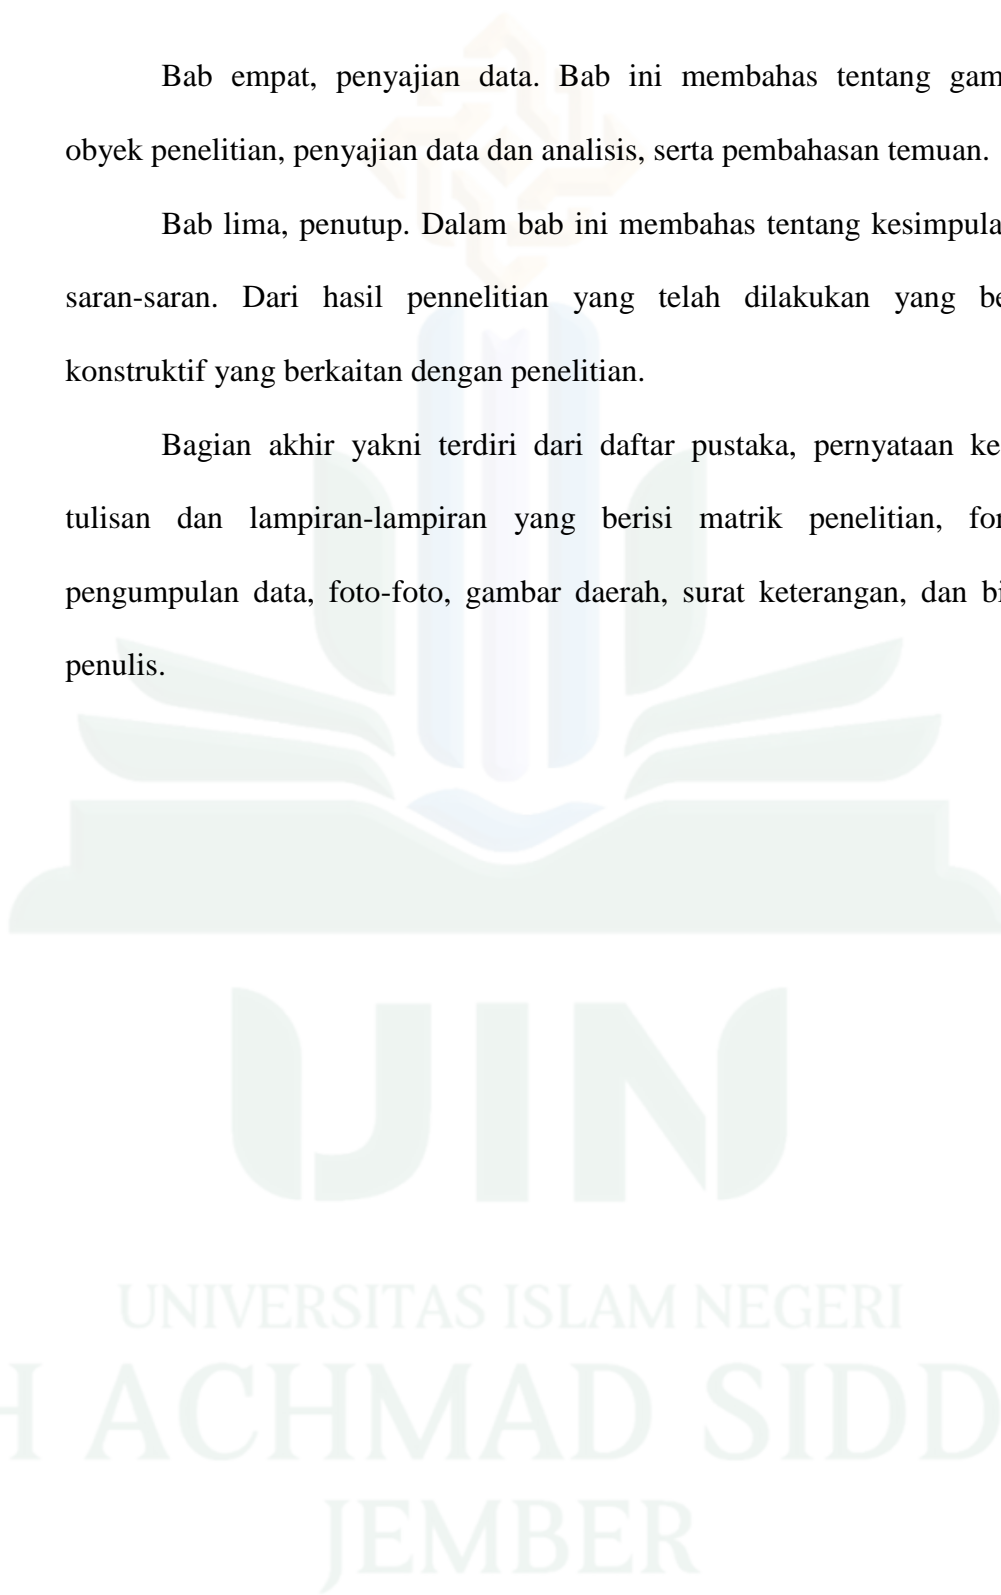 Bab empat, penyajian data. Bab ini membahas tentang gam
obyek penelitian, penyajian data dan analisis, serta pembahasan temuan.
Bab lima, penutup. Dalam bab ini membahas tentang kesimpula
saran-saran. Dari hasil pennelitian yang telah dilakukan yang be
konstruktif yang berkaitan dengan penelitian.
Bagian akhir yakni terdiri dari daftar pustaka, pernyataan ke
tulisan dan lampiran-lampiran yang berisi matrik penelitian, for
pengumpulan data, foto-foto, gambar daerah, surat keterangan, dan bi
penulis.
UIN
UNIVERSITAS ISLAM NEGERI
H ACHMAD SIDD
JEMBER